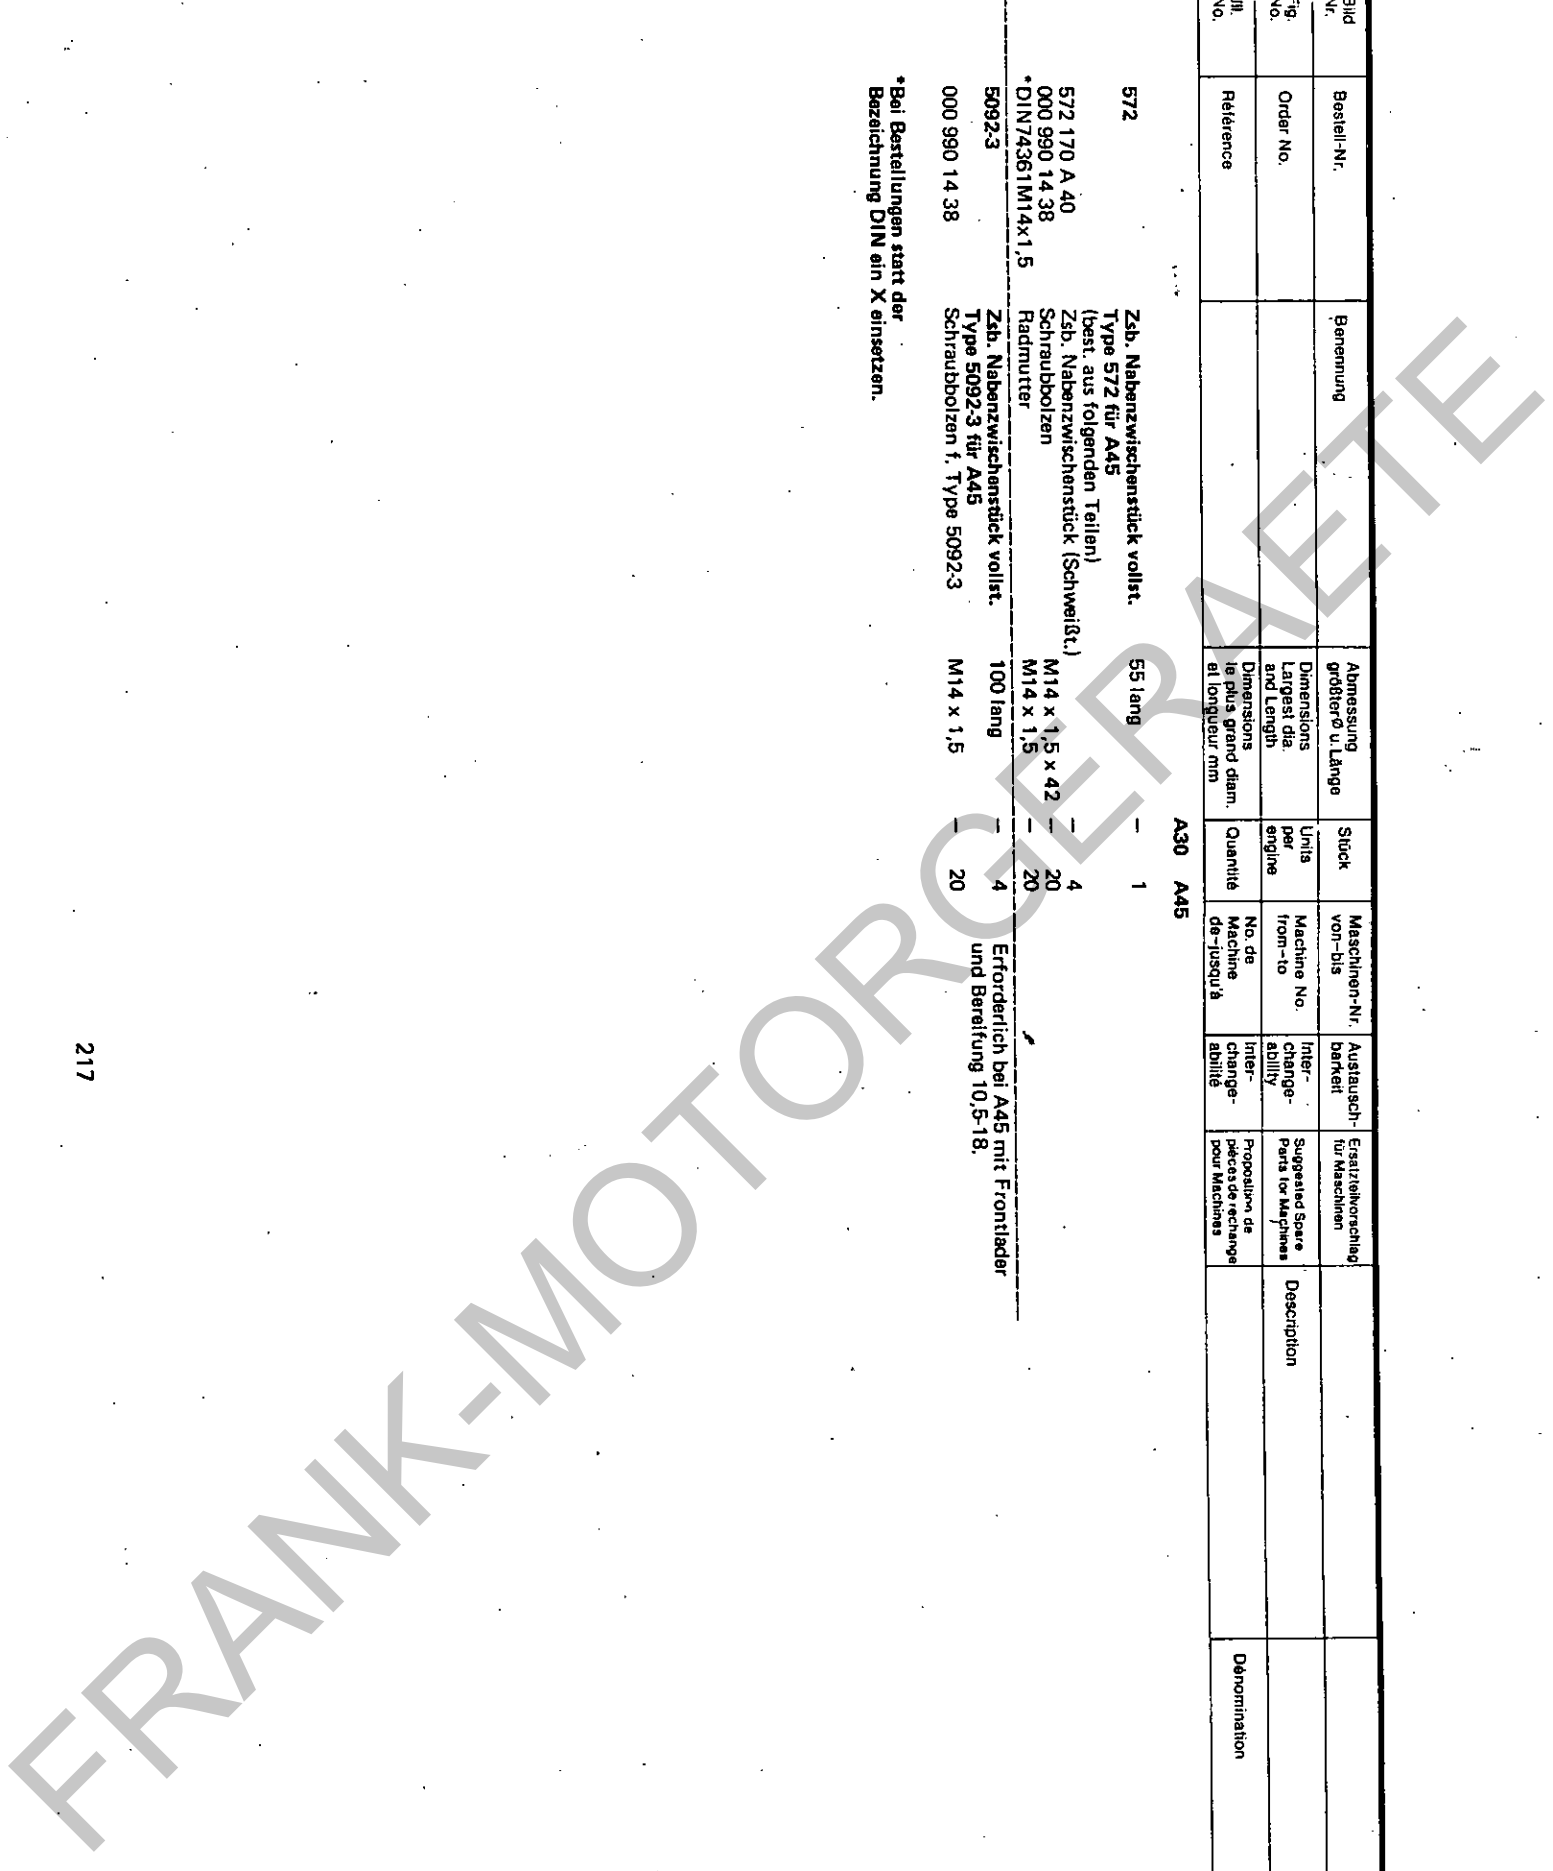 Bild Nr. Bestell-Nr. Benennung Abmessung größter Ø u. Länge Stück Maschinen-Nr. von–bis Austausch-barkeit Ersatzteilvorschlag für Maschinen
Fig. No. Order No. Dimensions Largest dia. and Length Units per engine Machine No. from–to Inter-change-ability Suggested Spare Parts for Machines Description
Ill. No. Référence Dimensions le plus grand diam. et longueur mm Quantité No. de Machine de–jusqu'à Inter-change-abilité Proposition de pièces de rechange pour Machines Dénomination
A30 A45
572 Zsb. Nabenzwischenstück vollst. 55 lang – 1
Type 572 für A45
(best. aus folgenden Teilen)
572 170 A 40 Zsb. Nabenzwischenstück (Schweißt.) – 4
000 990 14 38 Schraubbolzen M14 x 1,5 x 42 – 20
*DIN74361M14x1,5 Radmutter M14 x 1,5 – 20
5092-3 Zsb. Nabenzwischenstück vollst. 100 lang – 4 Erforderlich bei A45 mit Frontlader
Type 5092-3 für A45 und Bereifung 10,5-18.
000 990 14 38 Schraubbolzen f. Type 5092-3 M14 x 1,5 – 20
*Bei Bestellungen statt der
Bezeichnung DIN ein X einsetzen.
217
FRANK-MOTORGERAETE